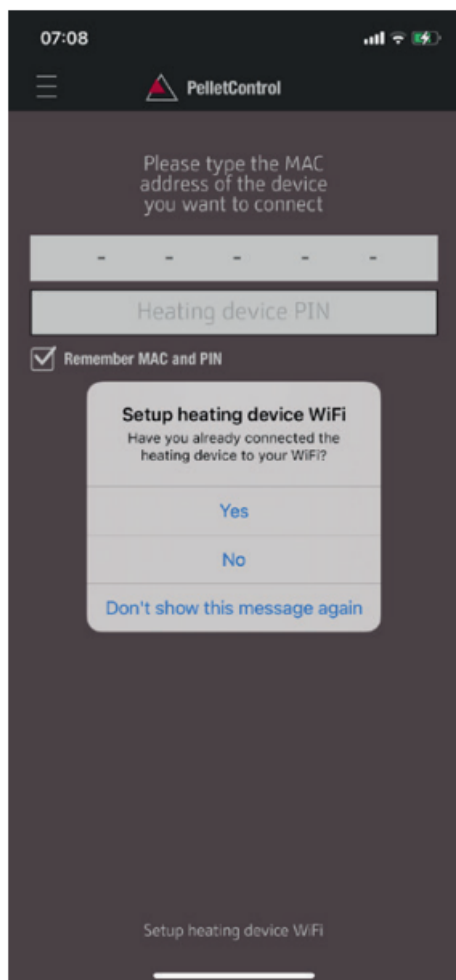 07:08
PelletControl
Please type the MAC
address of the device
you want to connect
- - - - -
Heating device PIN
Remember MAC and PIN
Setup heating device WiFi
Have you already connected the
heating device to your WiFi?
Yes
No
Don't show this message again
Setup heating device WiFi